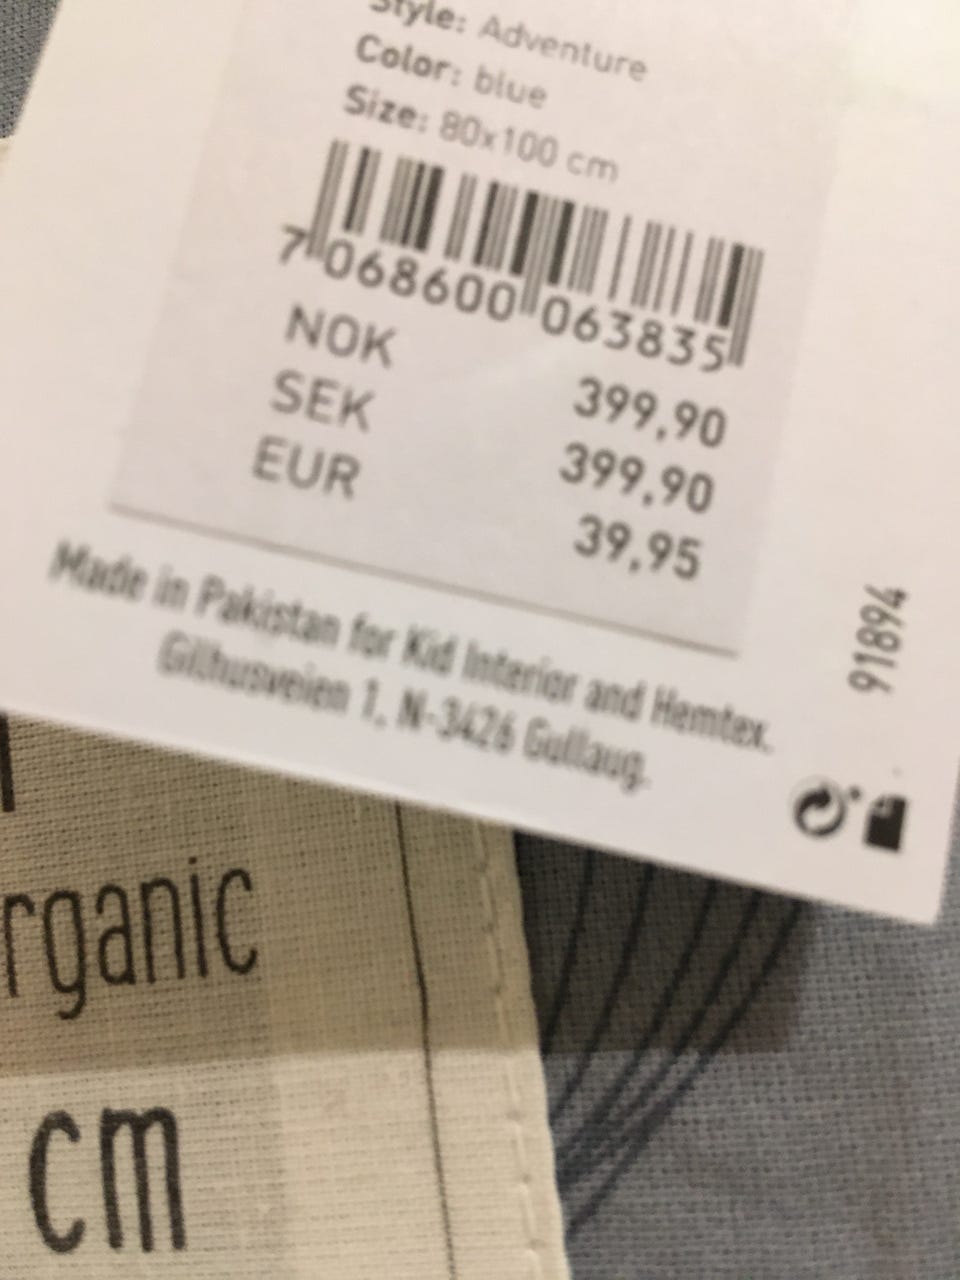 Style: Adventure
Color: blue
Size: 80x100 cm
7 068600 063835
NOK 399,90
SEK 399,90
EUR 39,95
Made in Pakistan for Kid Interior and Hemtex.
Gilhusveien 1, N-3426 Gullaug.
91894
rganic
cm